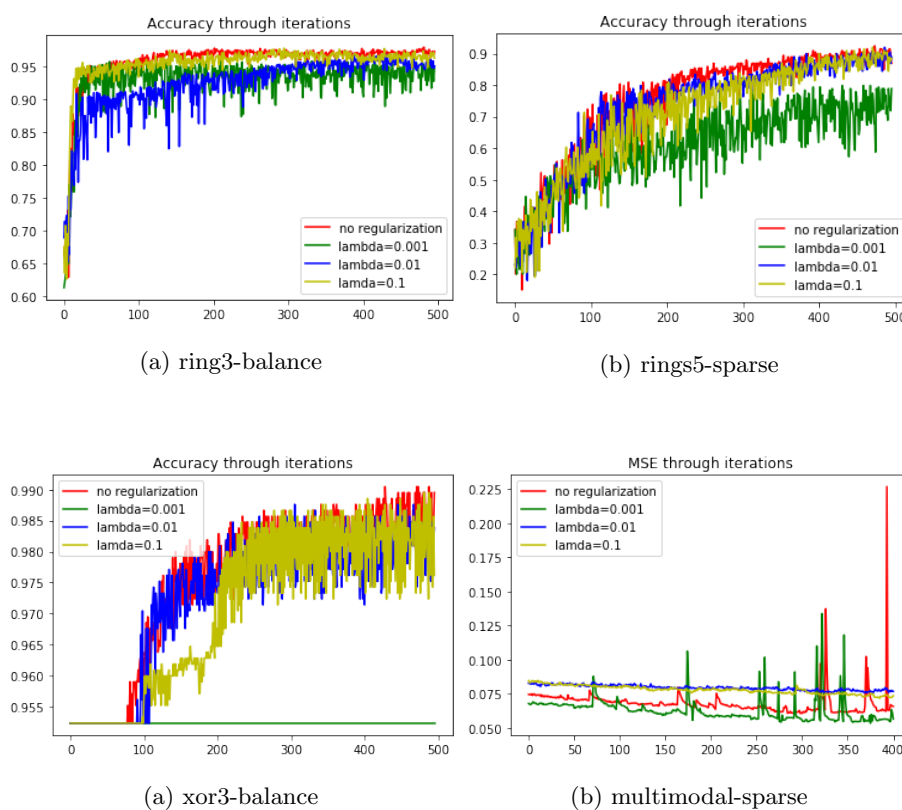 Accuracy through iterations
0.95
0.90
0.85
0.80
0.75
0.70
0.65
0.60
no regularization
lambda=0.001
lambda=0.01
lamda=0.1
0 100 200 300 400 500
(a) ring3-balance
Accuracy through iterations
0.9
0.8
0.7
0.6
0.5
0.4
0.3
0.2
no regularization
lambda=0.001
lambda=0.01
lamda=0.1
0 100 200 300 400 500
(b) rings5-sparse
Accuracy through iterations
0.990
0.985
0.980
0.975
0.970
0.965
0.960
0.955
no regularization
lambda=0.001
lambda=0.01
lamda=0.1
0 100 200 300 400 500
(a) xor3-balance
MSE through iterations
0.225
0.200
0.175
0.150
0.125
0.100
0.075
0.050
no regularization
lambda=0.001
lambda=0.01
lamda=0.1
0 50 100 150 200 250 300 350 400
(b) multimodal-sparse